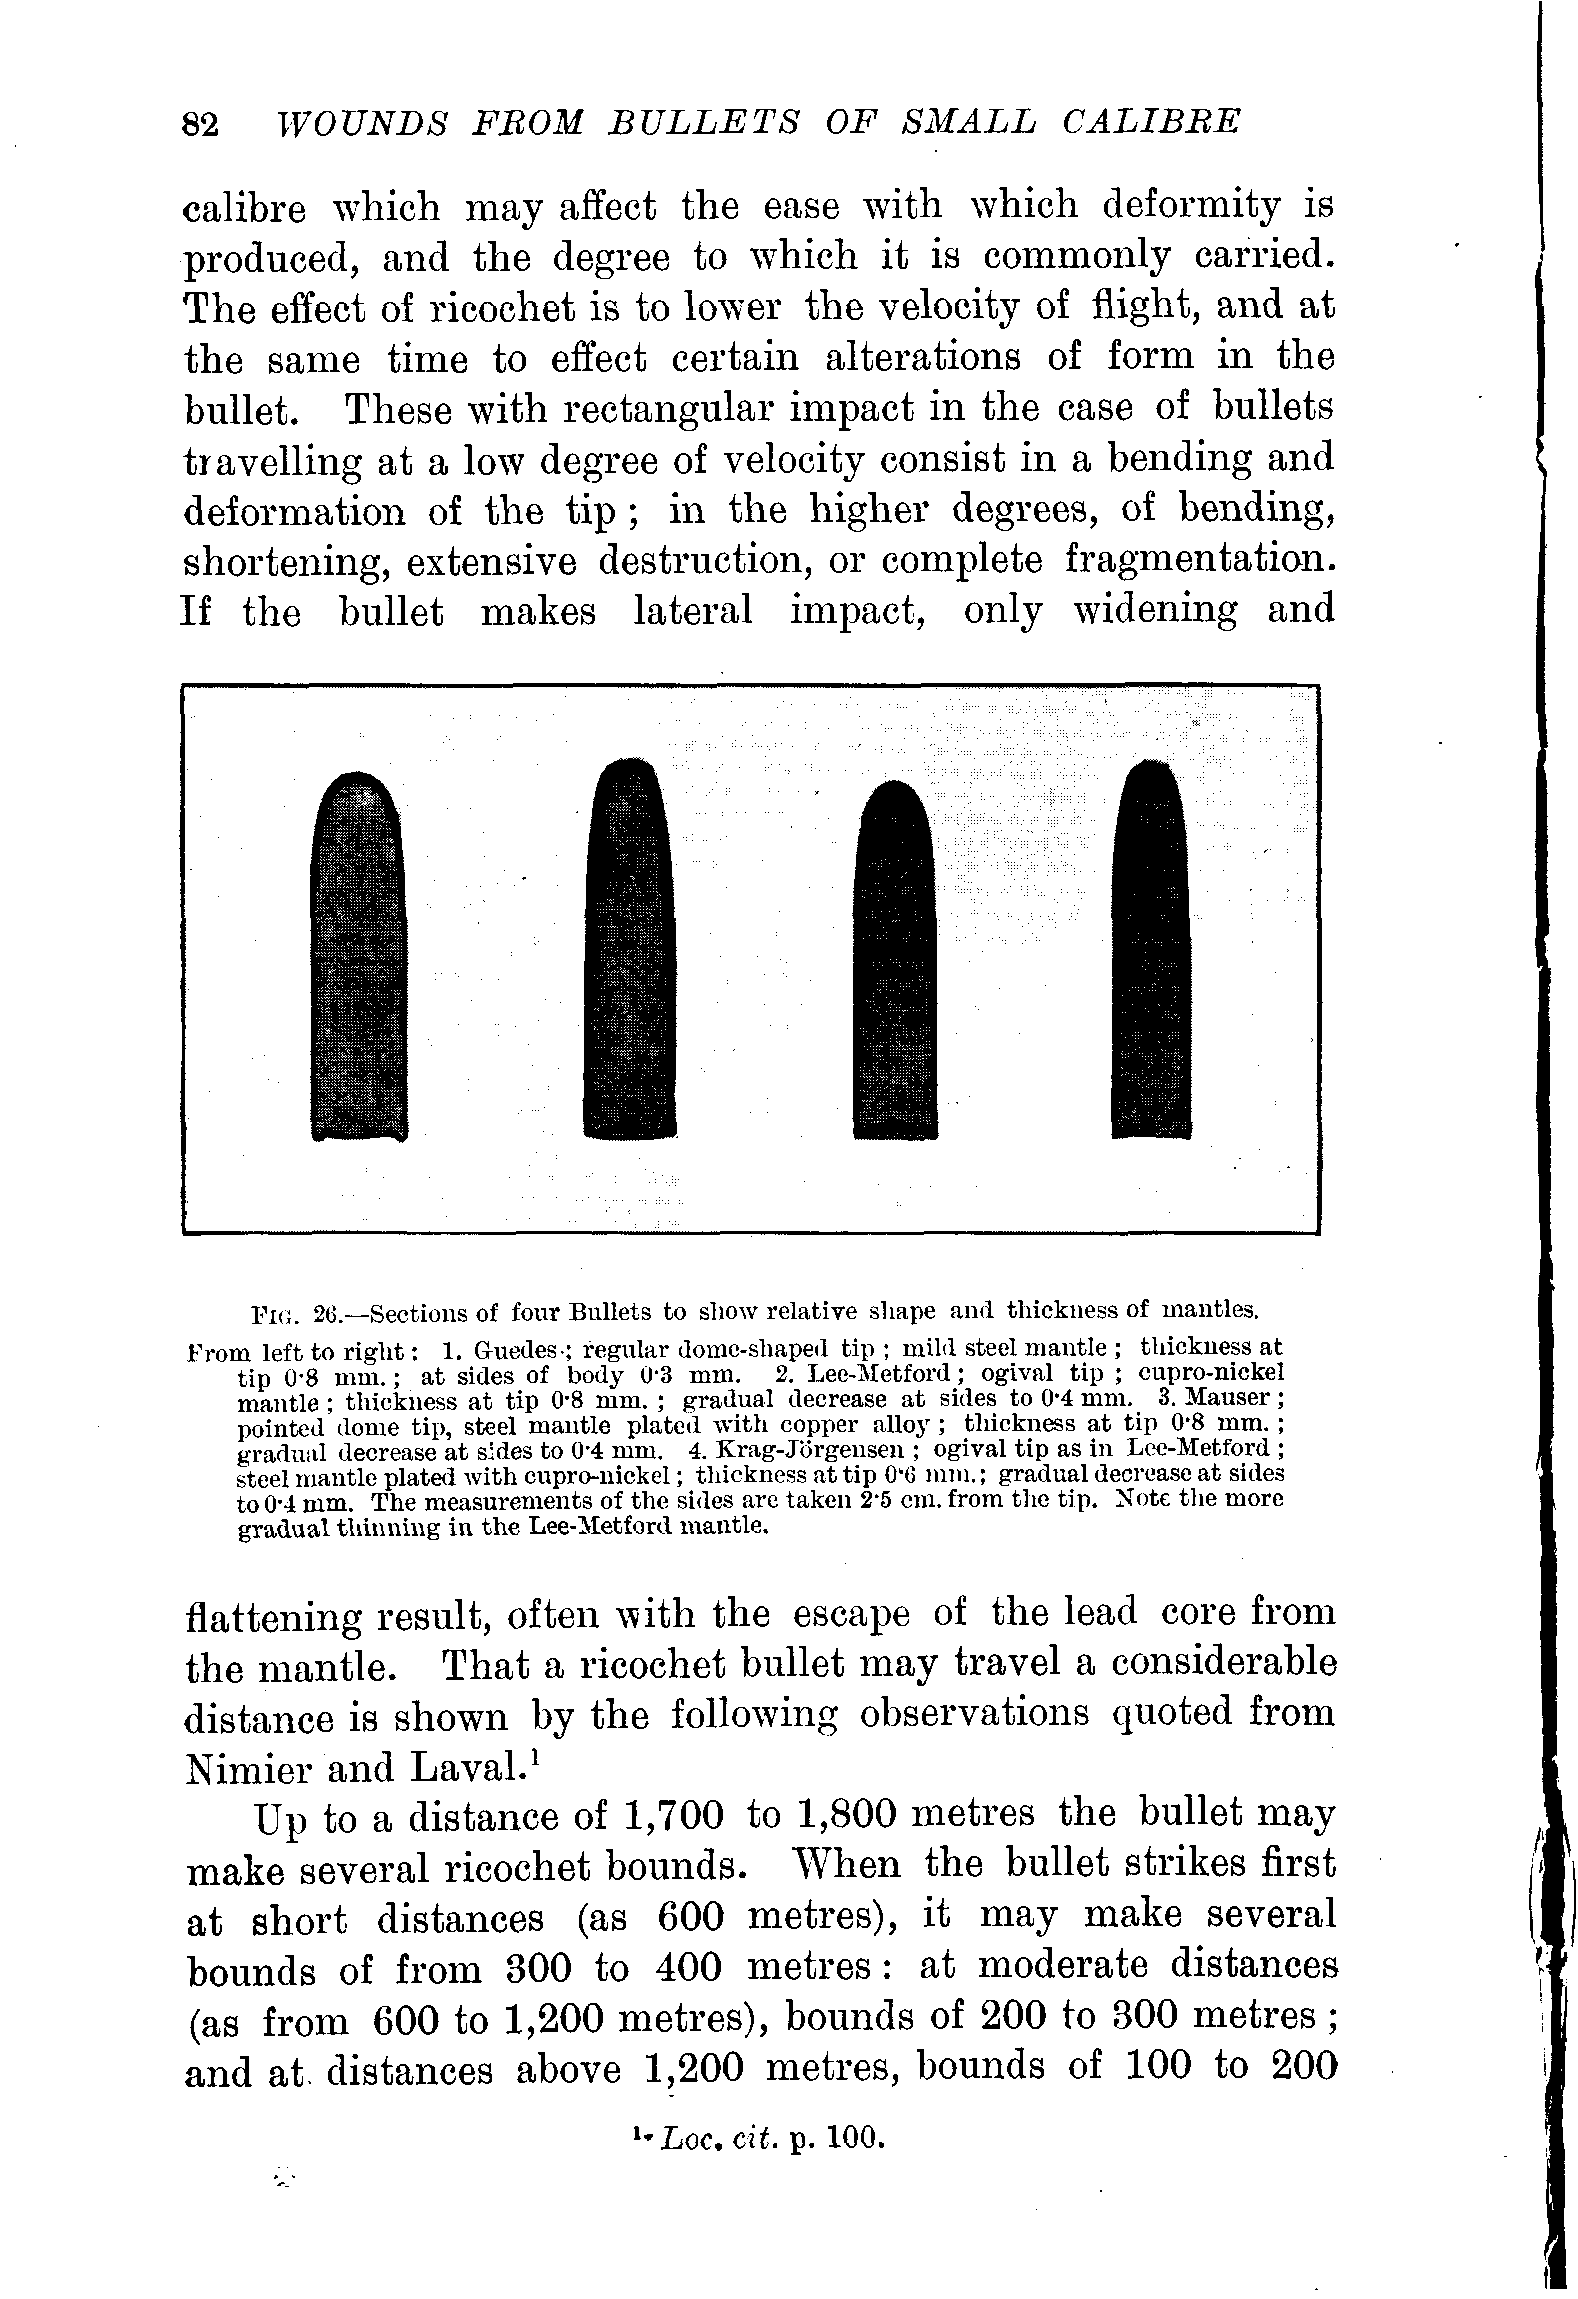 82 WOUNDS FROM BULLETS OF SMALL CALIBRE
calibre which may affect the ease with which deformity is
produced, and the degree to which it is commonly carried.
The effect of ricochet is to lower the velocity of flight, and at
the same time to effect certain alterations of form in the
bullet. These with rectangular impact in the case of bullets
travelling at a low degree of velocity consist in a bending and
deformation of the tip ; in the higher degrees, of bending,
shortening, extensive destruction, or complete fragmentation.
If the bullet makes lateral impact, only widening and
FIG. 26.—Sections of four Bullets to show relative shape and thickness of mantles.
From left to right : 1. Guedes ; regular dome-shaped tip ; mild steel mantle ; thickness at
tip 0·8 mm. ; at sides of body 0·3 mm. 2. Lee-Metford ; ogival tip ; cupro-nickel
mantle ; thickness at tip 0·8 mm. ; gradual decrease at sides to 0·4 mm. 3. Mauser ;
pointed dome tip, steel mantle plated with copper alloy ; thickness at tip 0·8 mm. ;
gradual decrease at sides to 0·4 mm. 4. Krag-Jörgensen ; ogival tip as in Lee-Metford ;
steel mantle plated with cupro-nickel ; thickness at tip 0·6 mm. ; gradual decrease at sides
to 0·4 mm. The measurements of the sides are taken 2·5 cm. from the tip. Note the more
gradual thinning in the Lee-Metford mantle.
flattening result, often with the escape of the lead core from
the mantle. That a ricochet bullet may travel a considerable
distance is shown by the following observations quoted from
Nimier and Laval.¹
Up to a distance of 1,700 to 1,800 metres the bullet may
make several ricochet bounds. When the bullet strikes first
at short distances (as 600 metres), it may make several
bounds of from 300 to 400 metres : at moderate distances
(as from 600 to 1,200 metres), bounds of 200 to 300 metres ;
and at distances above 1,200 metres, bounds of 100 to 200
¹ Loc. cit. p. 100.